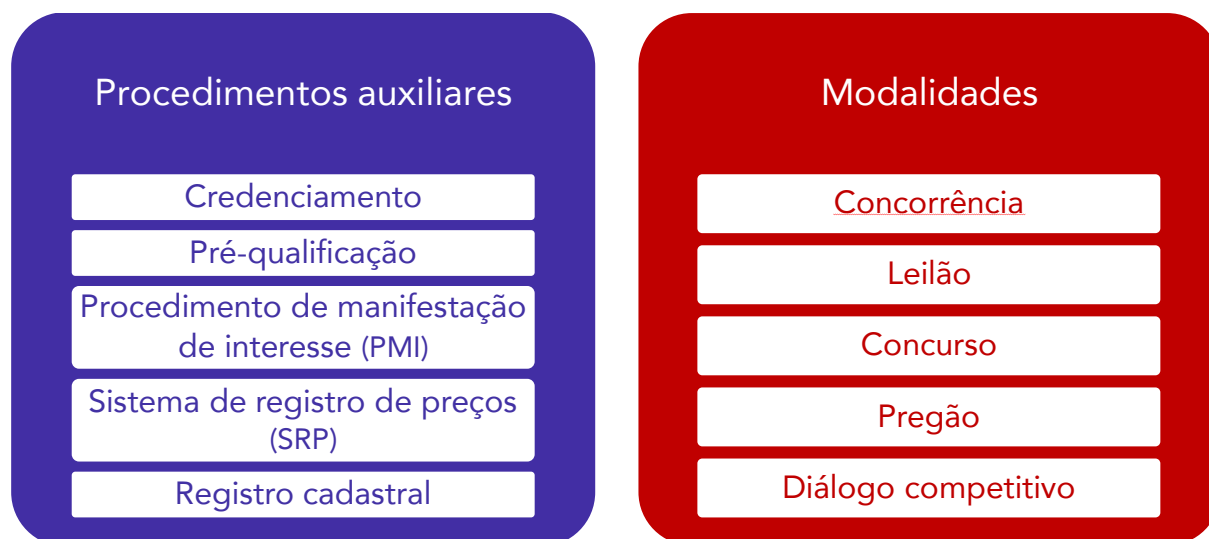 Procedimentos auxiliares
Credenciamento
Pré-qualificação
Procedimento de manifestação
de interesse (PMI)
Sistema de registro de preços
(SRP)
Registro cadastral
Modalidades
Concorrência
Leilão
Concurso
Pregão
Diálogo competitivo